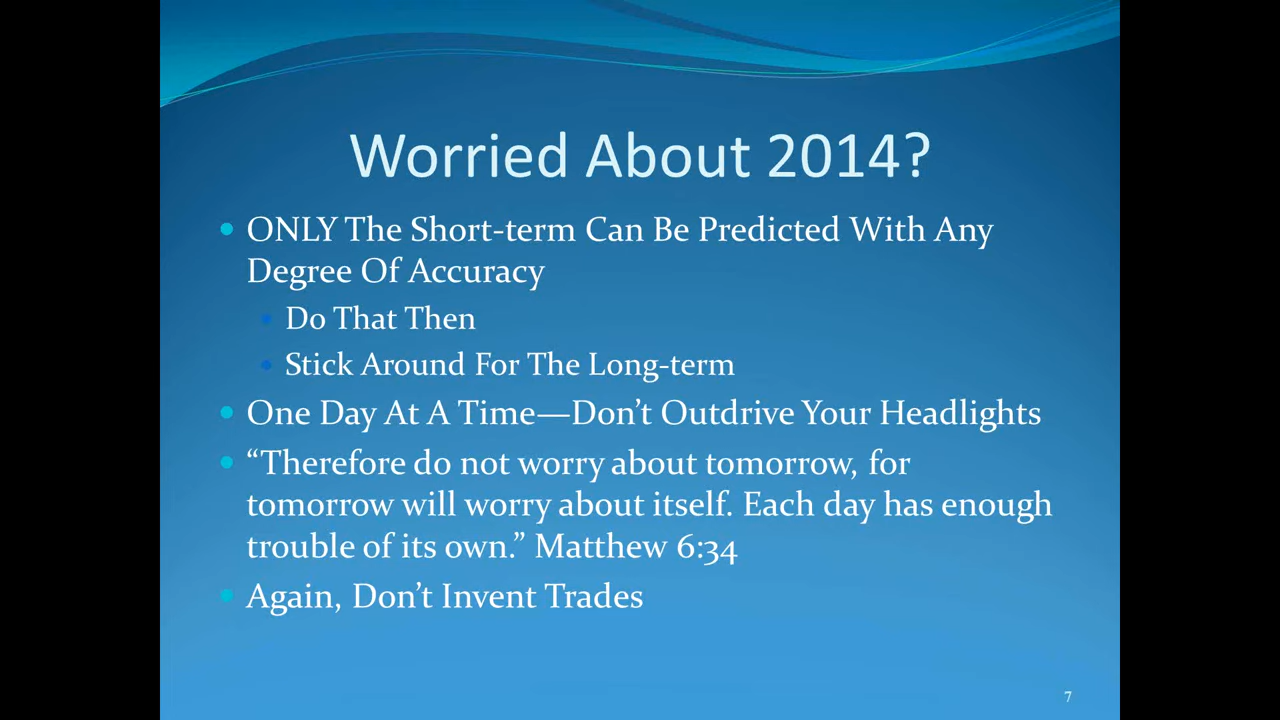 Worried About 2014?
ONLY The Short-term Can Be Predicted With Any
Degree Of Accuracy
Do That Then
Stick Around For The Long-term
One Day At A Time—Don’t Outdrive Your Headlights
“Therefore do not worry about tomorrow, for
tomorrow will worry about itself. Each day has enough
trouble of its own.” Matthew 6:34
Again, Don’t Invent Trades
7